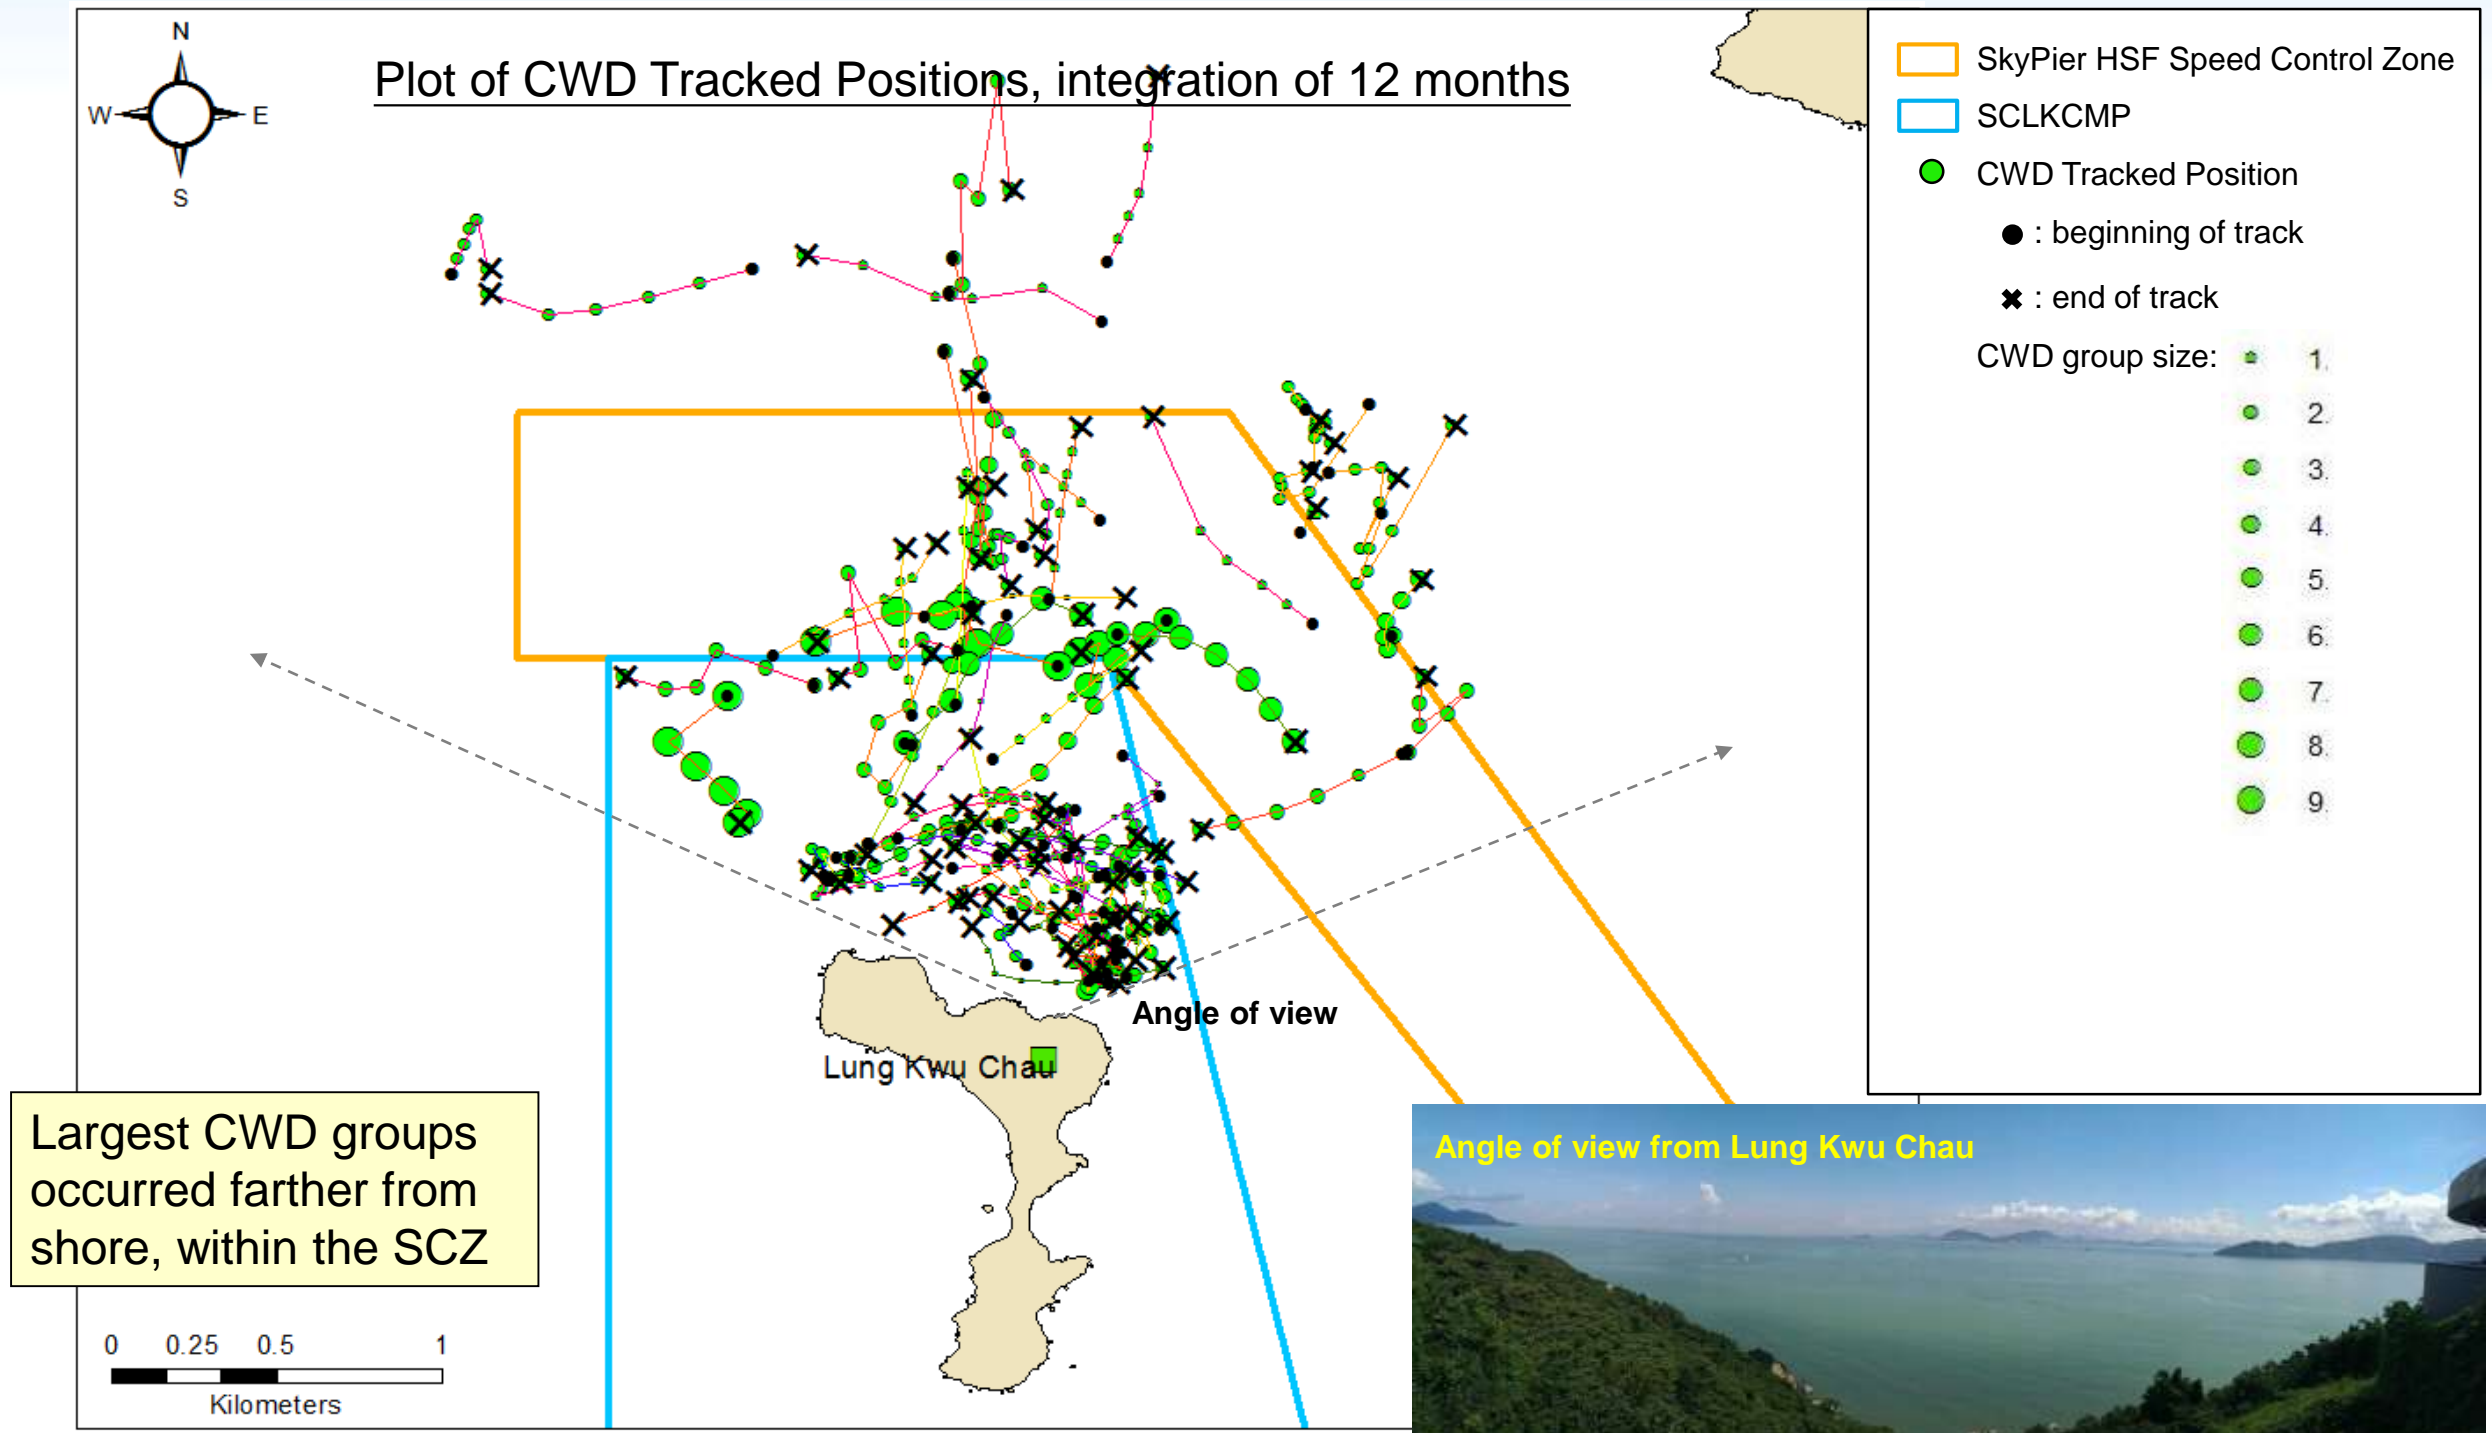 Plot of CWD Tracked Positions, integration of 12 months
N
W
E
S
SkyPier HSF Speed Control Zone
SCLKCMP
CWD Tracked Position
: beginning of track
: end of track
CWD group size:
1.
2.
3.
4.
5.
6.
7.
8.
9.
Angle of view
Lung Kwu Chau
Largest CWD groups
occurred farther from
shore, within the SCZ
0 0.25 0.5 1
Kilometers
Angle of view from Lung Kwu Chau